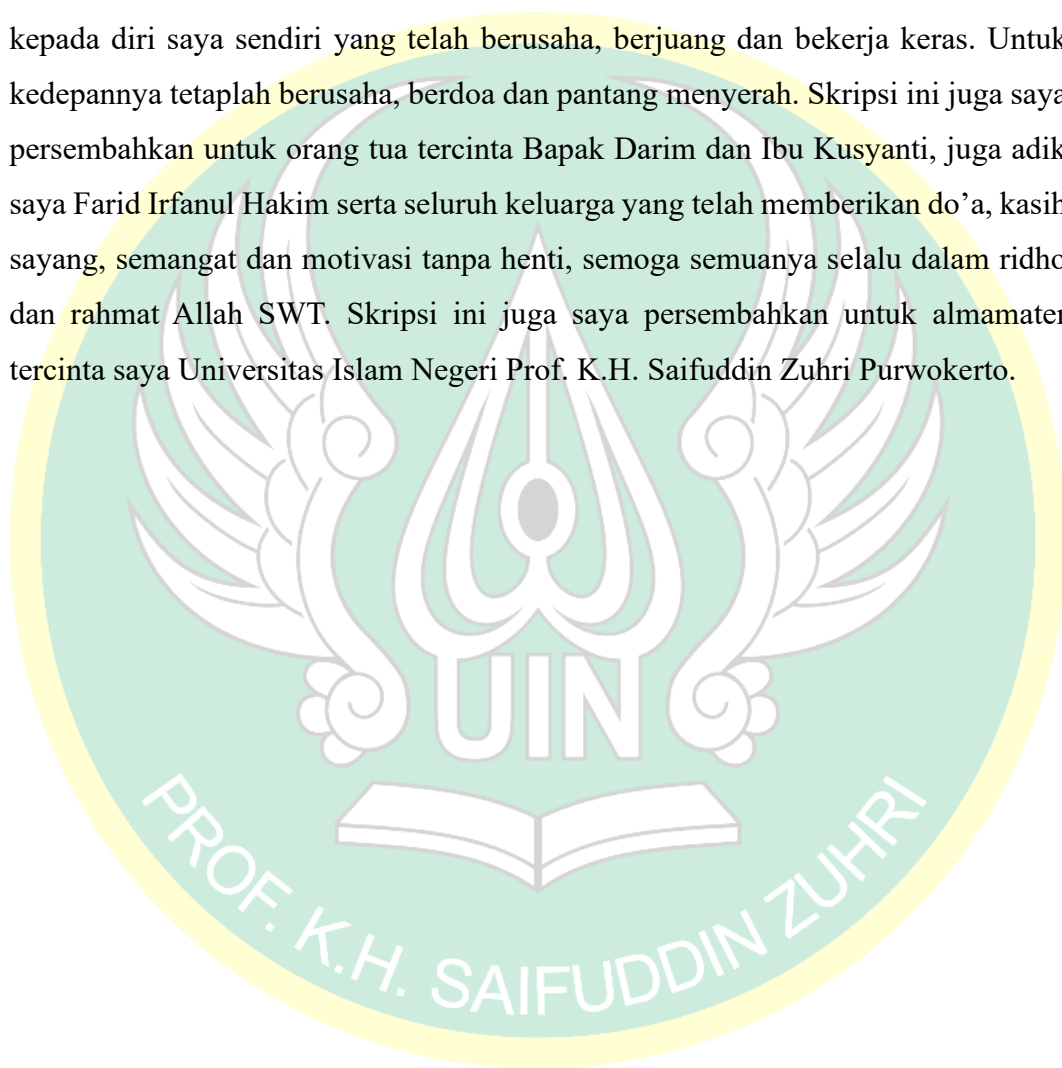 kepada diri saya sendiri yang telah berusaha, berjuang dan bekerja keras. Untuk
kedepannya tetaplah berusaha, berdoa dan pantang menyerah. Skripsi ini juga saya
persembahkan untuk orang tua tercinta Bapak Darim dan Ibu Kusyanti, juga adik
saya Farid Irfanul Hakim serta seluruh keluarga yang telah memberikan do’a, kasih
sayang, semangat dan motivasi tanpa henti, semoga semuanya selalu dalam ridho
dan rahmat Allah SWT. Skripsi ini juga saya persembahkan untuk almamater
tercinta saya Universitas Islam Negeri Prof. K.H. Saifuddin Zuhri Purwokerto.
UIN
PROF. K.H. SAIFUDDIN ZUHRI